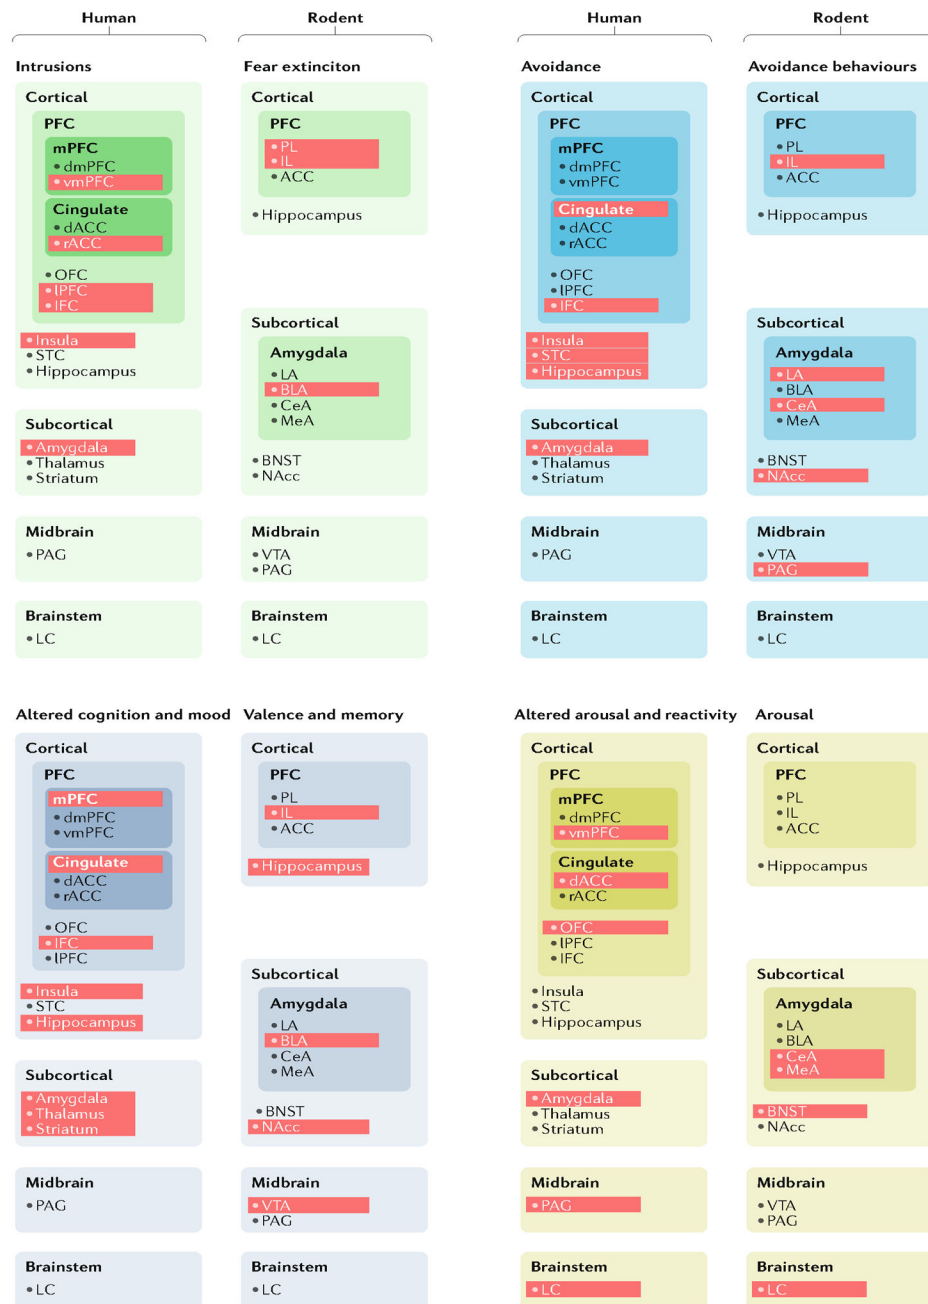 Human
Rodent
Human
Rodent
Intrusions
Cortical
PFC
mPFC
• dmPFC
• vmPFC
Cingulate
• dACC
• rACC
• OFC
• lPFC
• IFC
• Insula
• STC
• Hippocampus
Subcortical
• Amygdala
• Thalamus
• Striatum
Midbrain
• PAG
Brainstem
• LC
Fear extinciton
Cortical
PFC
• PL
• IL
• ACC
• Hippocampus
Subcortical
Amygdala
• LA
• BLA
• CeA
• MeA
• BNST
• NAcc
Midbrain
• VTA
• PAG
Brainstem
• LC
Avoidance
Cortical
PFC
mPFC
• dmPFC
• vmPFC
Cingulate
• dACC
• rACC
• OFC
• lPFC
• IFC
• Insula
• STC
• Hippocampus
Subcortical
• Amygdala
• Thalamus
• Striatum
Midbrain
• PAG
Brainstem
• LC
Avoidance behaviours
Cortical
PFC
• PL
• IL
• ACC
• Hippocampus
Subcortical
Amygdala
• LA
• BLA
• CeA
• MeA
• BNST
• NAcc
Midbrain
• VTA
• PAG
Brainstem
• LC
Altered cognition and mood
Cortical
PFC
mPFC
• dmPFC
• vmPFC
Cingulate
• dACC
• rACC
• OFC
• IFC
• lPFC
• Insula
• STC
• Hippocampus
Subcortical
• Amygdala
• Thalamus
• Striatum
Midbrain
• PAG
Brainstem
• LC
Valence and memory
Cortical
PFC
• PL
• IL
• ACC
• Hippocampus
Subcortical
Amygdala
• LA
• BLA
• CeA
• MeA
• BNST
• NAcc
Midbrain
• VTA
• PAG
Brainstem
• LC
Altered arousal and reactivity
Cortical
PFC
mPFC
• dmPFC
• vmPFC
Cingulate
• dACC
• rACC
• OFC
• lPFC
• IFC
• Insula
• STC
• Hippocampus
Subcortical
• Amygdala
• Thalamus
• Striatum
Midbrain
• PAG
Brainstem
• LC
Arousal
Cortical
PFC
• PL
• IL
• ACC
• Hippocampus
Subcortical
Amygdala
• LA
• BLA
• CeA
• MeA
• BNST
• NAcc
Midbrain
• VTA
• PAG
Brainstem
• LC